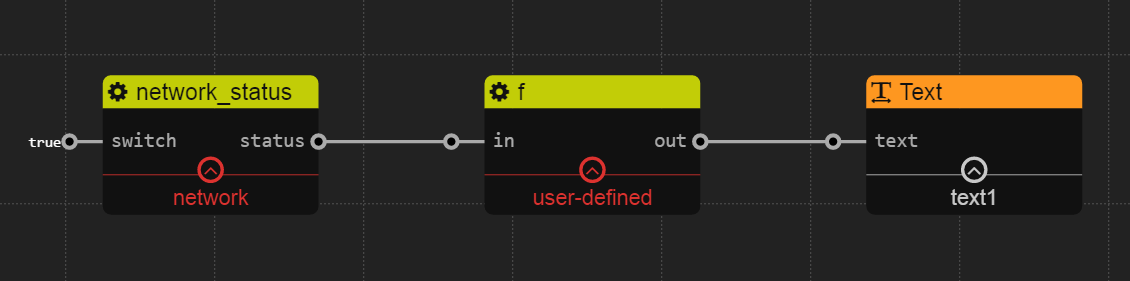 network_status
f
Text
true
switch
status
in
out
text
network
user-defined
text1